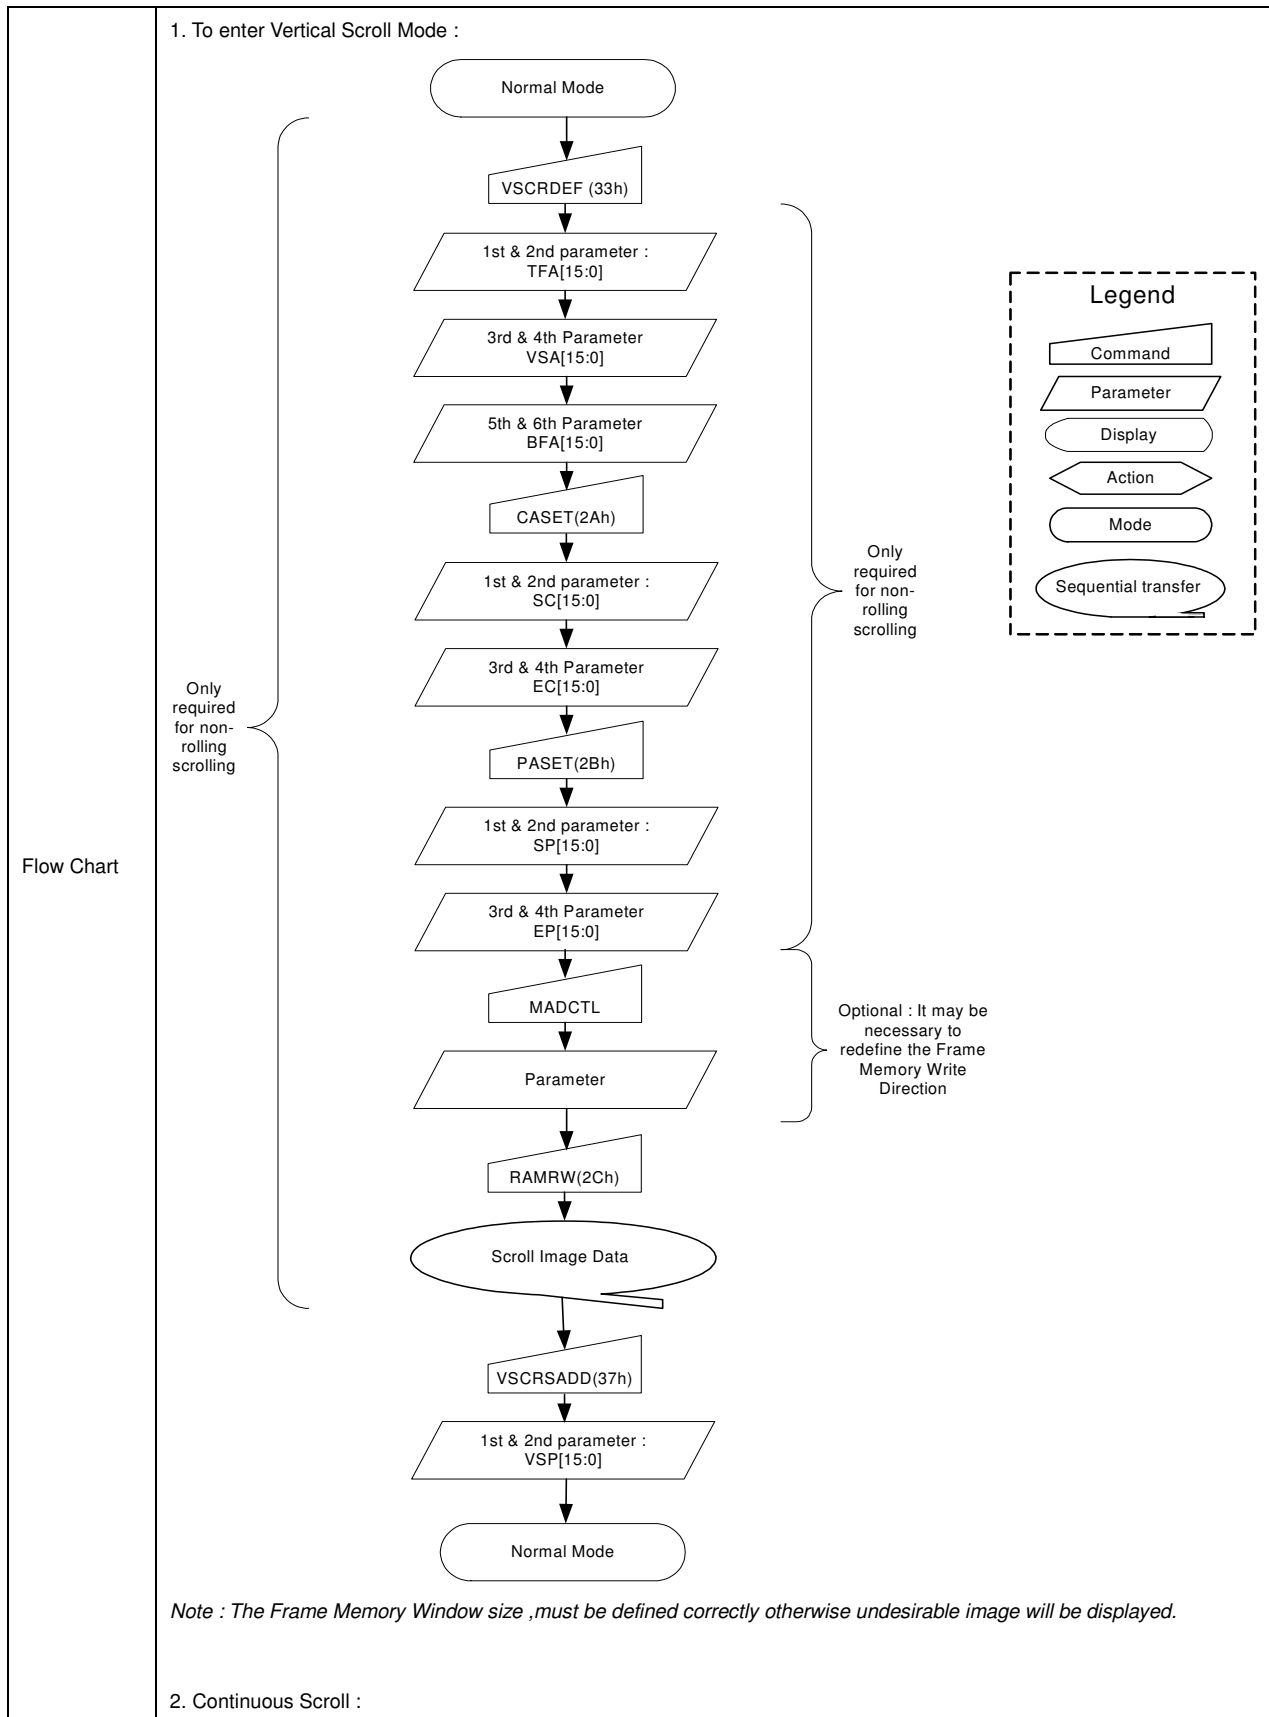 Flow Chart
1. To enter Vertical Scroll Mode :
Normal Mode
VSCRDEF (33h)
1st & 2nd parameter :
TFA[15:0]
3rd & 4th Parameter
VSA[15:0]
5th & 6th Parameter
BFA[15:0]
CASET(2Ah)
1st & 2nd parameter :
SC[15:0]
3rd & 4th Parameter
EC[15:0]
PASET(2Bh)
1st & 2nd parameter :
SP[15:0]
3rd & 4th Parameter
EP[15:0]
MADCTL
Parameter
RAMRW(2Ch)
Scroll Image Data
VSCRSADD(37h)
1st & 2nd parameter :
VSP[15:0]
Normal Mode
Only
required
for non-
rolling
scrolling
Only
required
for non-
rolling
scrolling
Optional : It may be
necessary to
redefine the Frame
Memory Write
Direction
Legend
Command
Parameter
Display
Action
Mode
Sequential transfer
Note : The Frame Memory Window size ,must be defined correctly otherwise undesirable image will be displayed.
2. Continuous Scroll :